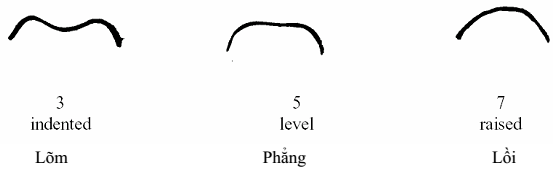 3 5 7
indented level raised
Lõm Phẳng Lồi